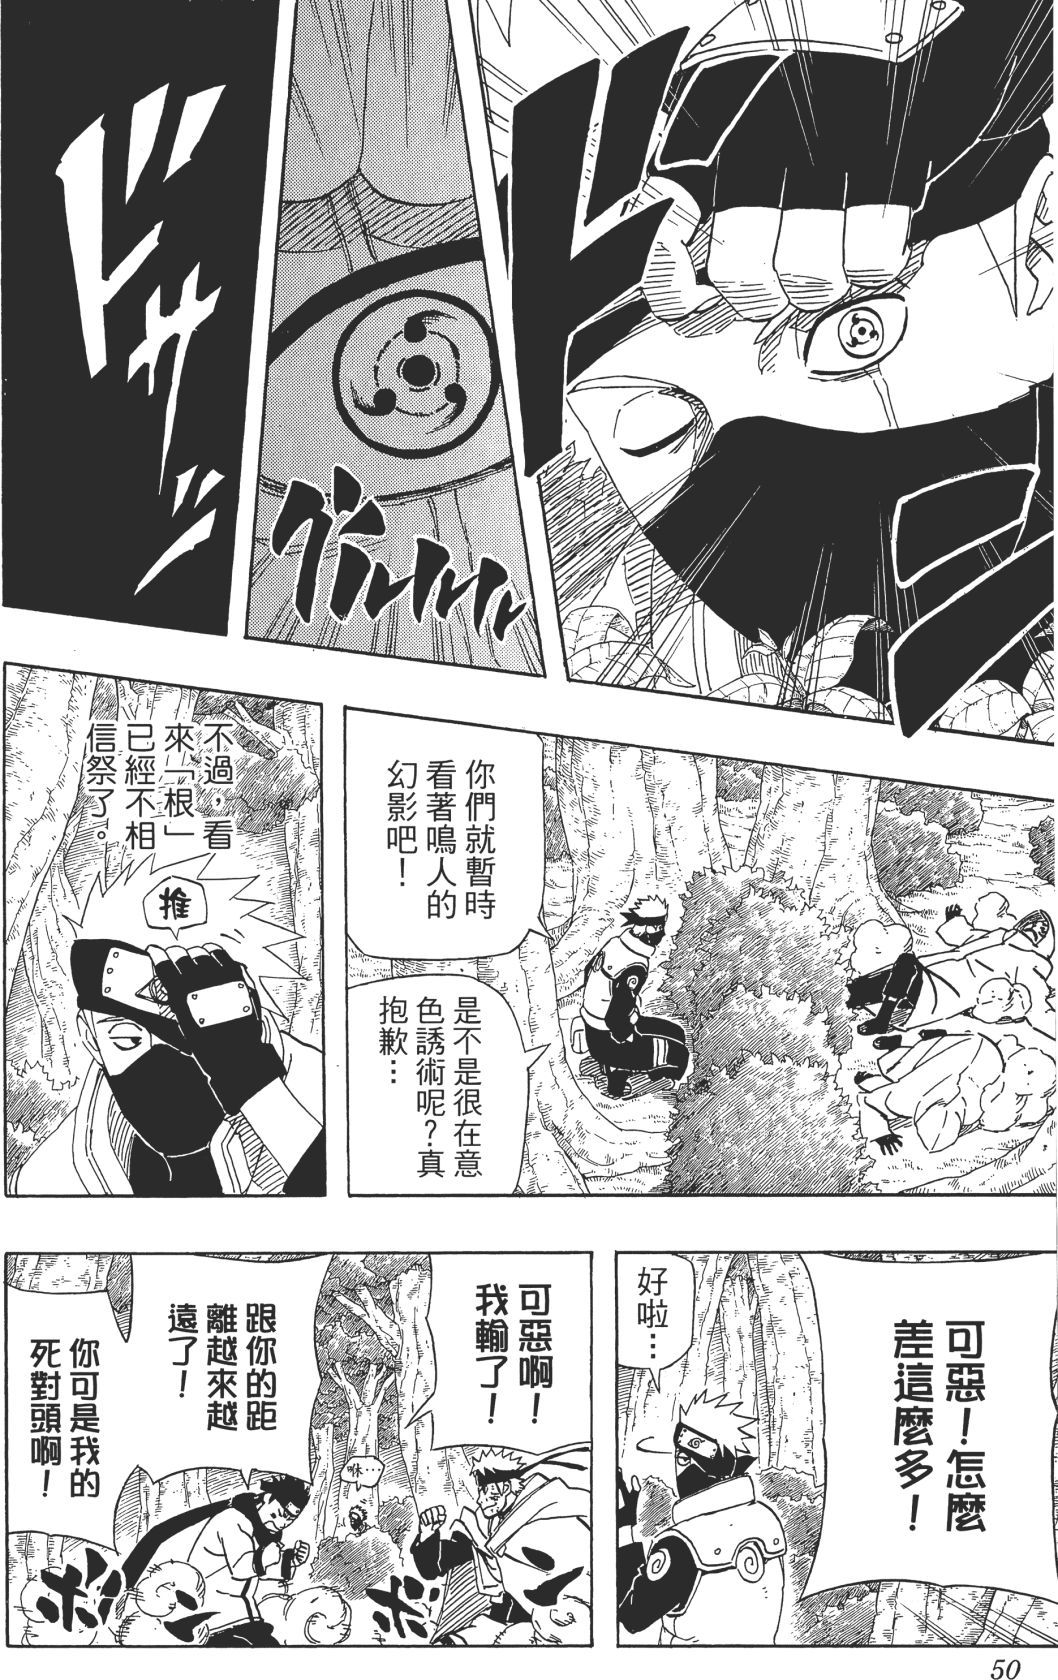 ド
グルルルル
ドサッ
你們就暫時
看著鳴人的
幻影吧！
是不是很在意
色誘術呢？真
抱歉…
不過，看
來「根」
已經不相
信祭了。
推
可惡！怎麼
差這麼多！
好啦…
可惡啊！
我輸了！
咻…
跟你的距
離越來越
遠了！
你可是我的
死對頭啊！
ボ
ボ
50